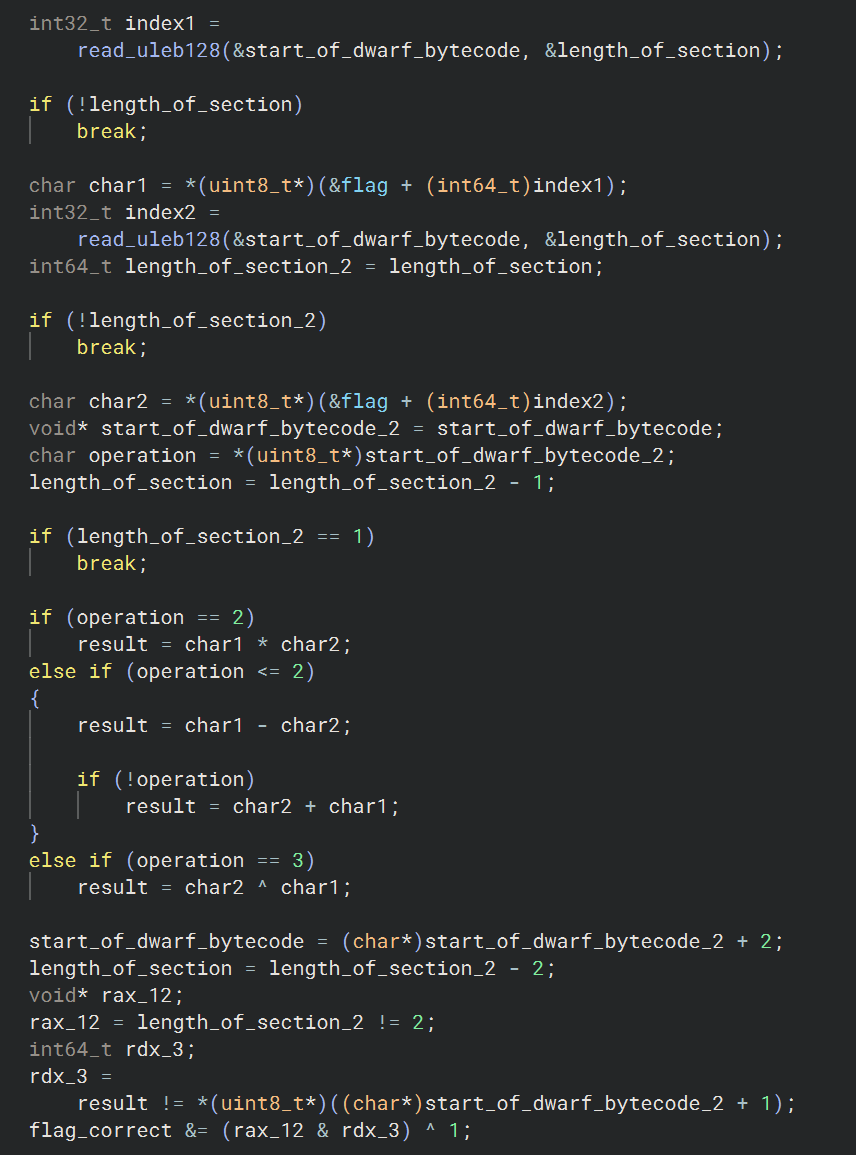 int32_t index1 =
    read_uleb128(&start_of_dwarf_bytecode, &length_of_section);

if (!length_of_section)
    break;

char char1 = *(uint8_t*)(&flag + (int64_t)index1);
int32_t index2 =
    read_uleb128(&start_of_dwarf_bytecode, &length_of_section);
int64_t length_of_section_2 = length_of_section;

if (!length_of_section_2)
    break;

char char2 = *(uint8_t*)(&flag + (int64_t)index2);
void* start_of_dwarf_bytecode_2 = start_of_dwarf_bytecode;
char operation = *(uint8_t*)start_of_dwarf_bytecode_2;
length_of_section = length_of_section_2 - 1;

if (length_of_section_2 == 1)
    break;

if (operation == 2)
    result = char1 * char2;
else if (operation <= 2)
{
    result = char1 - char2;

    if (!operation)
        result = char2 + char1;
}
else if (operation == 3)
    result = char2 ^ char1;

start_of_dwarf_bytecode = (char*)start_of_dwarf_bytecode_2 + 2;
length_of_section = length_of_section_2 - 2;
void* rax_12;
rax_12 = length_of_section_2 != 2;
int64_t rdx_3;
rdx_3 =
    result != *(uint8_t*)((char*)start_of_dwarf_bytecode_2 + 1);
flag_correct &= (rax_12 & rdx_3) ^ 1;